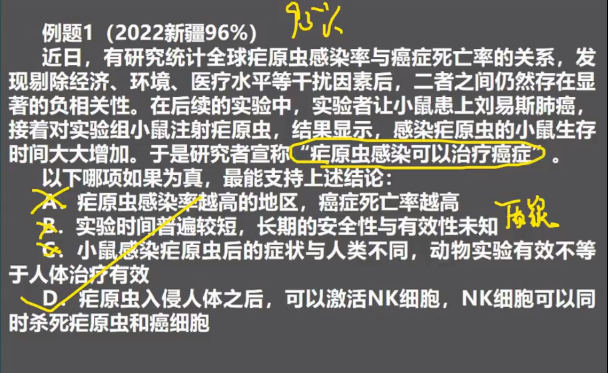 例题1（2022新疆96%） 95%
近日，有研究统计全球疟原虫感染率与癌症死亡率的关系，发
现剔除经济、环境、医疗水平等干扰因素后，二者之间仍然存在显
著的负相关性。在后续的实验中，实验者让小鼠患上刘易斯肺癌，
接着对实验组小鼠注射疟原虫，结果显示，感染疟原虫的小鼠生存
时间大大增加。于是研究者宣称“疟原虫感染可以治疗癌症”。
以下哪项如果为真，最能支持上述结论：
A．疟原虫感染率越高的地区，癌症死亡率越高
B．实验时间普遍较短，长期的安全性与有效性未知
C．小鼠感染疟原虫后的症状与人类不同，动物实验有效不等
于人体治疗有效
D．疟原虫入侵人体之后，可以激活NK细胞，NK细胞可以同
时杀死疟原虫和癌细胞